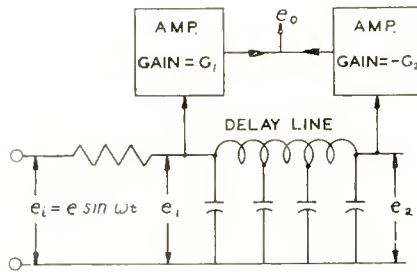 AMP.
GAIN = G₁
e₀
AMP.
GAIN = -G₂
DELAY LINE
eᵢ = e sin ωt
e₁
e₂